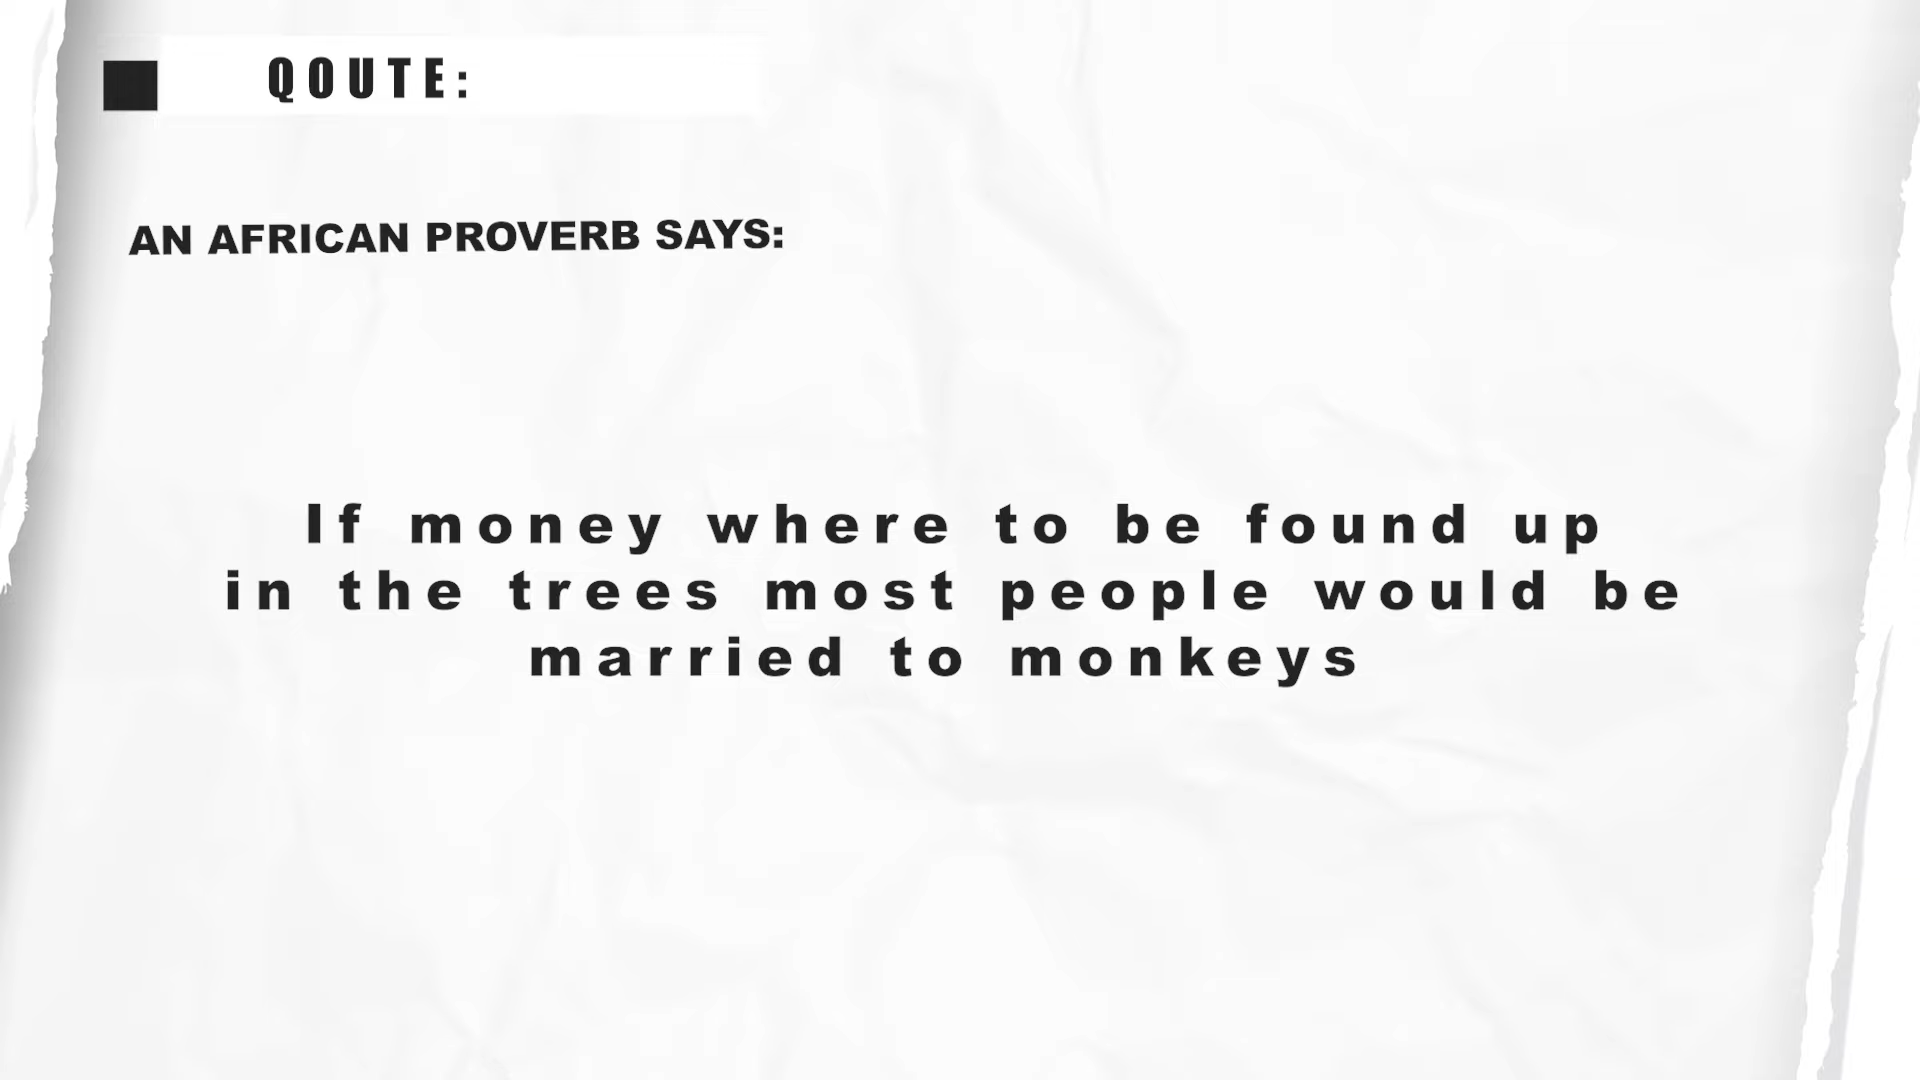 QOUTE:
AN AFRICAN PROVERB SAYS:
If money where to be found up
in the trees most people would be
married to monkeys